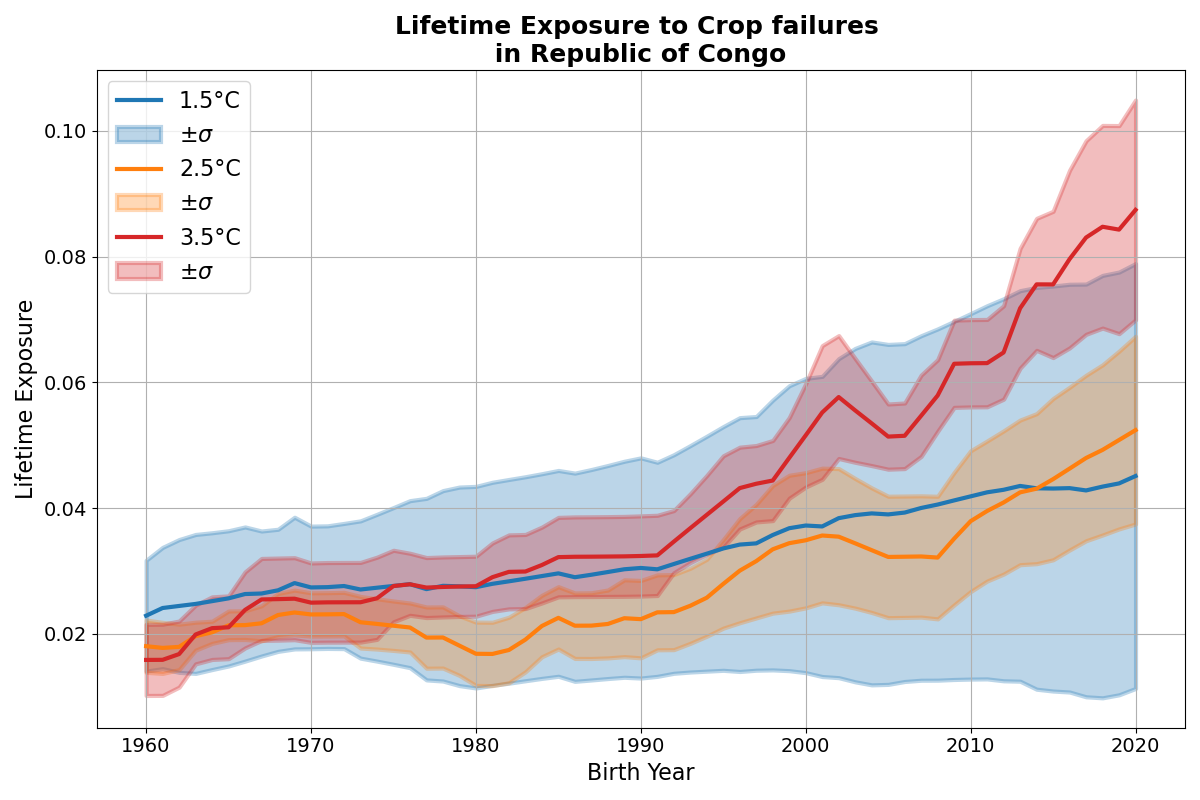 Lifetime Exposure to Crop failures
in Republic of Congo
1.5°C
±σ
2.5°C
±σ
3.5°C
±σ
Lifetime Exposure
0.10
0.08
0.06
0.04
0.02
1960 1970 1980 1990 2000 2010 2020
Birth Year